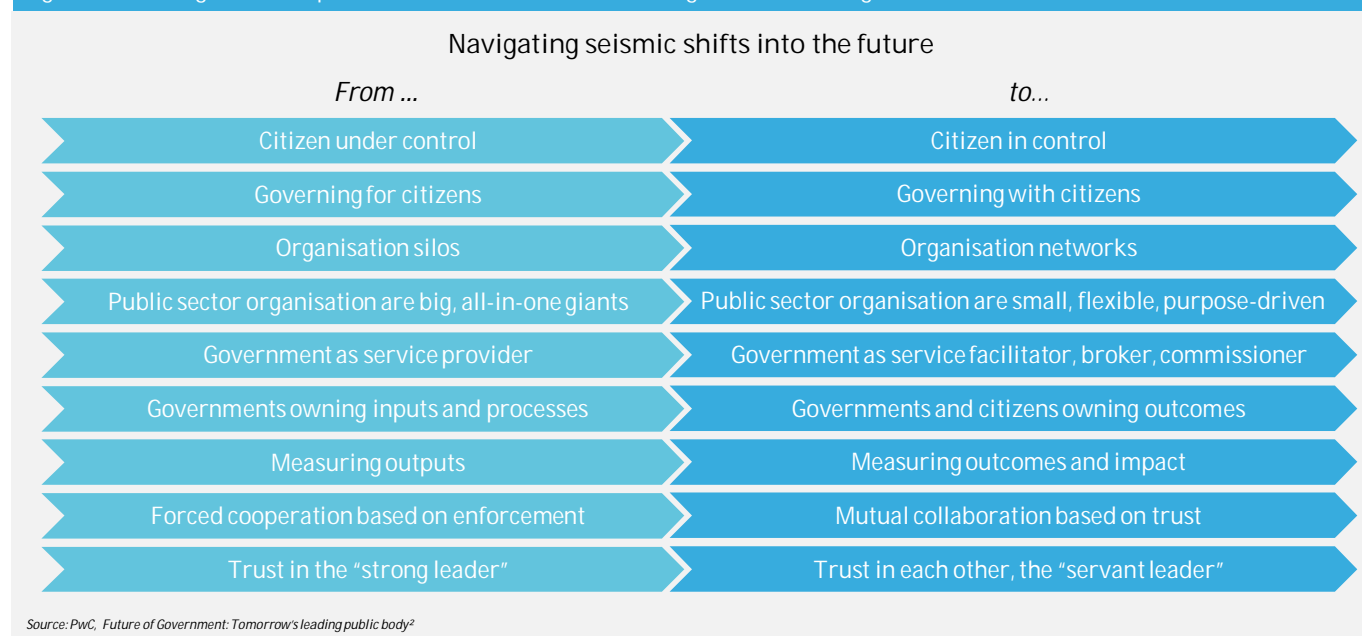 Navigating seismic shifts into the future
From ...
to...
Citizen under control
Citizen in control
Governing for citizens
Governing with citizens
Organisation silos
Organisation networks
Public sector organisation are big, all-in-one giants
Public sector organisation are small, flexible, purpose-driven
Government as service provider
Government as service facilitator, broker, commissioner
Governments owning inputs and processes
Governments and citizens owning outcomes
Measuring outputs
Measuring outcomes and impact
Forced cooperation based on enforcement
Mutual collaboration based on trust
Trust in the “strong leader”
Trust in each other, the “servant leader”
Source: PwC, Future of Government: Tomorrow's leading public body²